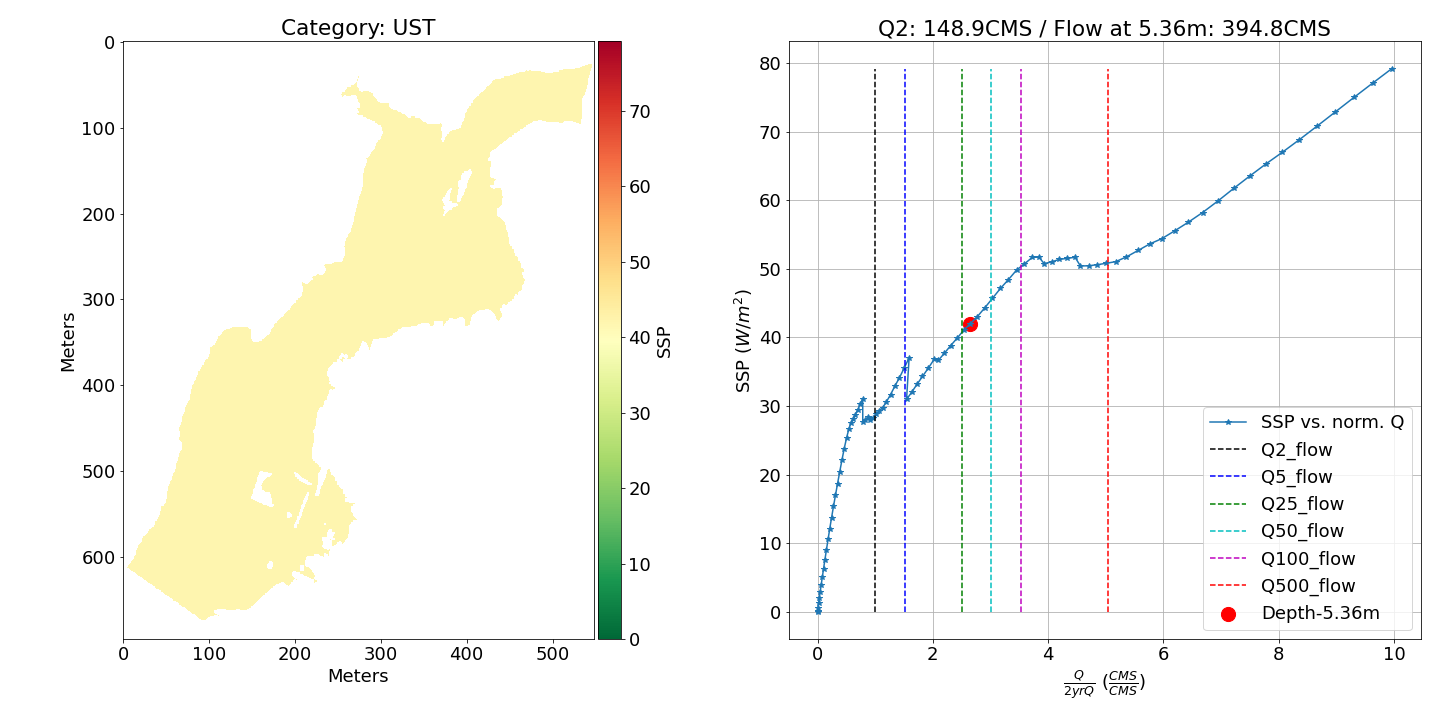 Category: UST
0
100
200
300
400
500
600
Meters
0
100
200
300
400
500
Meters
70
60
50
40
30
20
10
0
SSP
Q2: 148.9CMS / Flow at 5.36m: 394.8CMS
80
70
60
50
40
30
20
10
0
SSP (W/m²)
0
2
4
6
8
10
Q/2yrQ (CMS/CMS)
SSP vs. norm. Q
Q2_flow
Q5_flow
Q25_flow
Q50_flow
Q100_flow
Q500_flow
Depth-5.36m